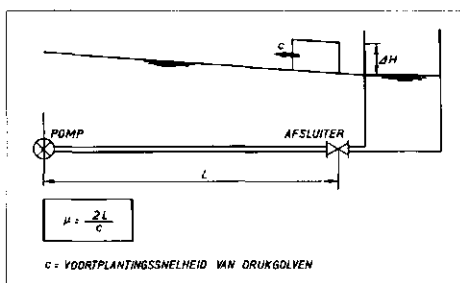 c
ΔH
POMP
AFSLUITER
L
μ = 2L/c
c = VOORTPLANTINGSSNELHEID VAN DRUKGOLVEN